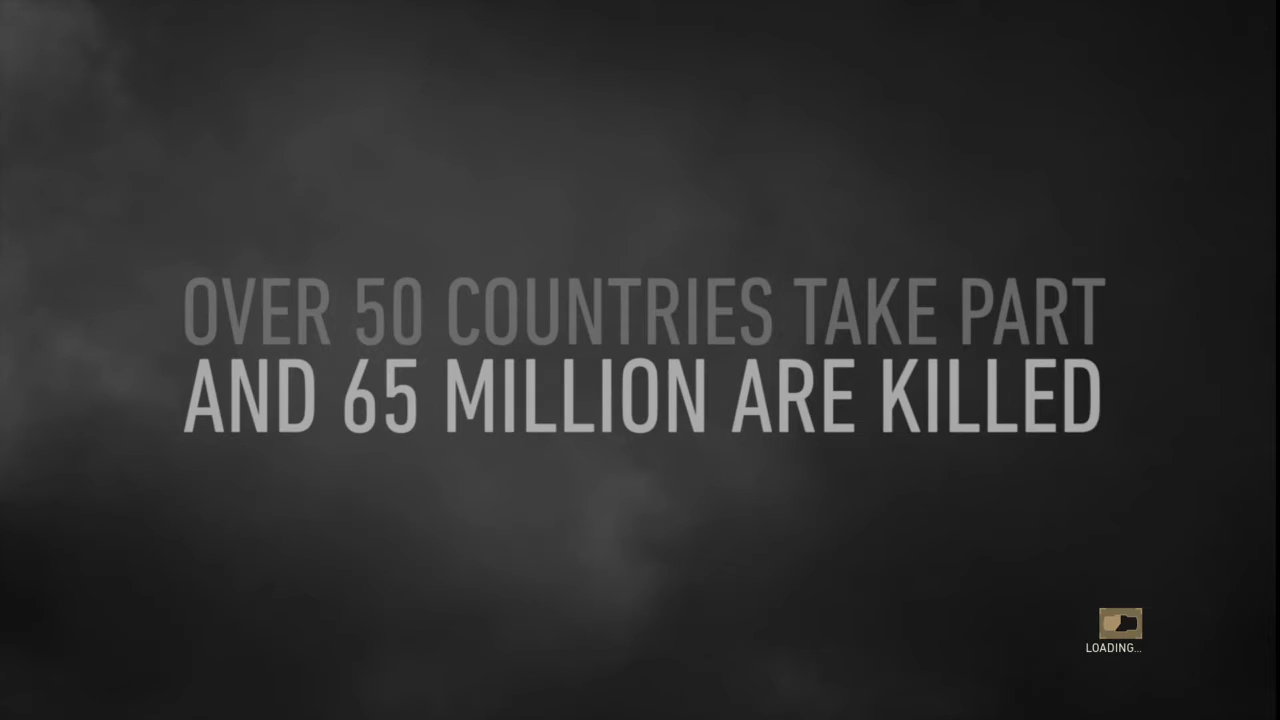 OVER 50 COUNTRIES TAKE PART
AND 65 MILLION ARE KILLED
LOADING...